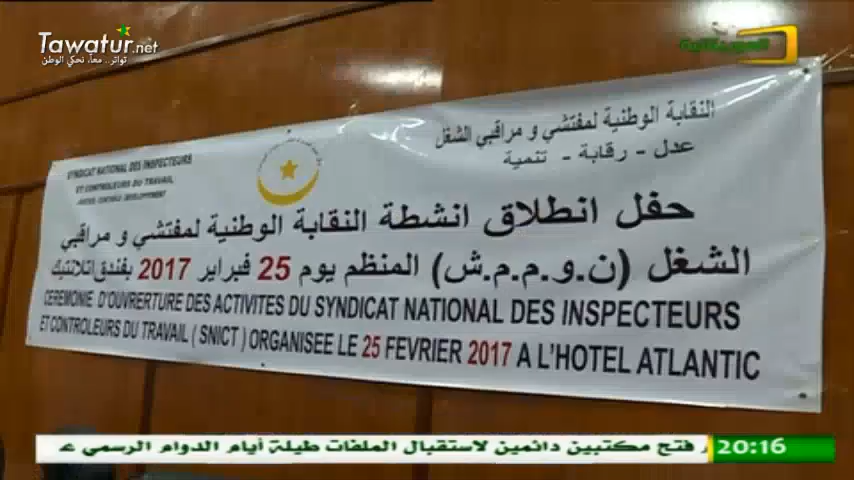 Tawatur.net
تواتر.. معا، نحكي الوطن
الموريتانية
النقابة الوطنية لمفتشي و مراقبي الشغل
عدل - رقابة - تنمية
SYNDICAT NATIONAL DES INSPECTEURS
ET CONTROLEURS DU TRAVAIL
DEVELOPPEMENT
حفل انطلاق انشطة النقابة الوطنية لمفتشي و مراقبي
الشغل (ن.و.م.م.ش) المنظم يوم 25 فبراير 2017 بفندق اتلانتيك
CEREMONIE D'OUVRERTURE DES ACTIVITES DU SYNDICAT NATIONAL DES INSPECTEURS
ET CONTROLEURS DU TRAVAIL ( SNICT ) ORGANISEE LE 25 FEVRIER 2017 A L'HOTEL ATLANTIC
فتح مكتبين دائمين لاستقبال الملفات طيلة أيام الدوام الرسمي
20:16